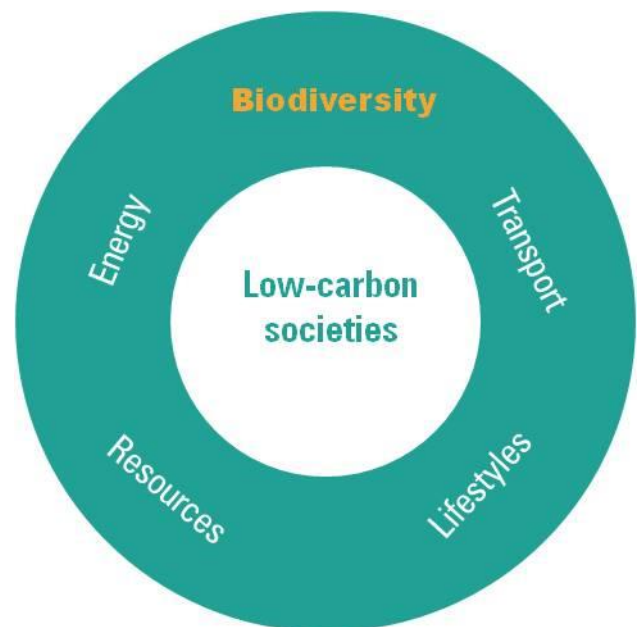 Biodiversity
Energy
Transport
Low-carbon
societies
Resources
Lifestyles